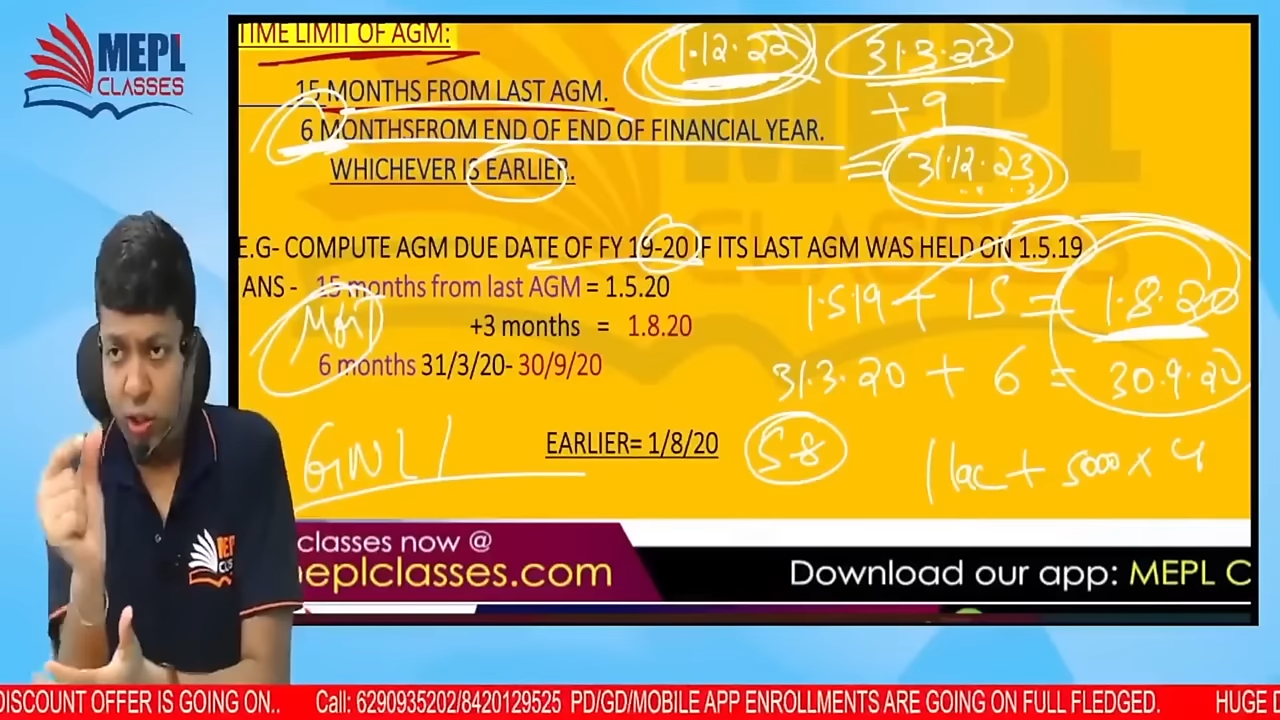 MEPL
CLASSES
TIME LIMIT OF AGM:
15 MONTHS FROM LAST AGM.
6 MONTHSFROM END OF END OF FINANCIAL YEAR.
WHICHEVER IS EARLIER.
1.12.22
31.3.23
+ 9
= 31.12.23
E.G- COMPUTE AGM DUE DATE OF FY 19-20 IF ITS LAST AGM WAS HELD ON 1.5.19
ANS - 15 months from last AGM = 1.5.20
+3 months = 1.8.20
6 months 31/3/20- 30/9/20
EARLIER= 1/8/20
1.5.19 + 15 = 1.8.20
31.3.20 + 6 = 30.9.20
1 lac + 5000 x 4
MEPL
classes now @
meplclasses.com
Download our app: MEPL C
DISCOUNT OFFER IS GOING ON.. Call: 6290935202/8420129525 PD/GD/MOBILE APP ENROLLMENTS ARE GOING ON FULL FLEDGED. HUGE D